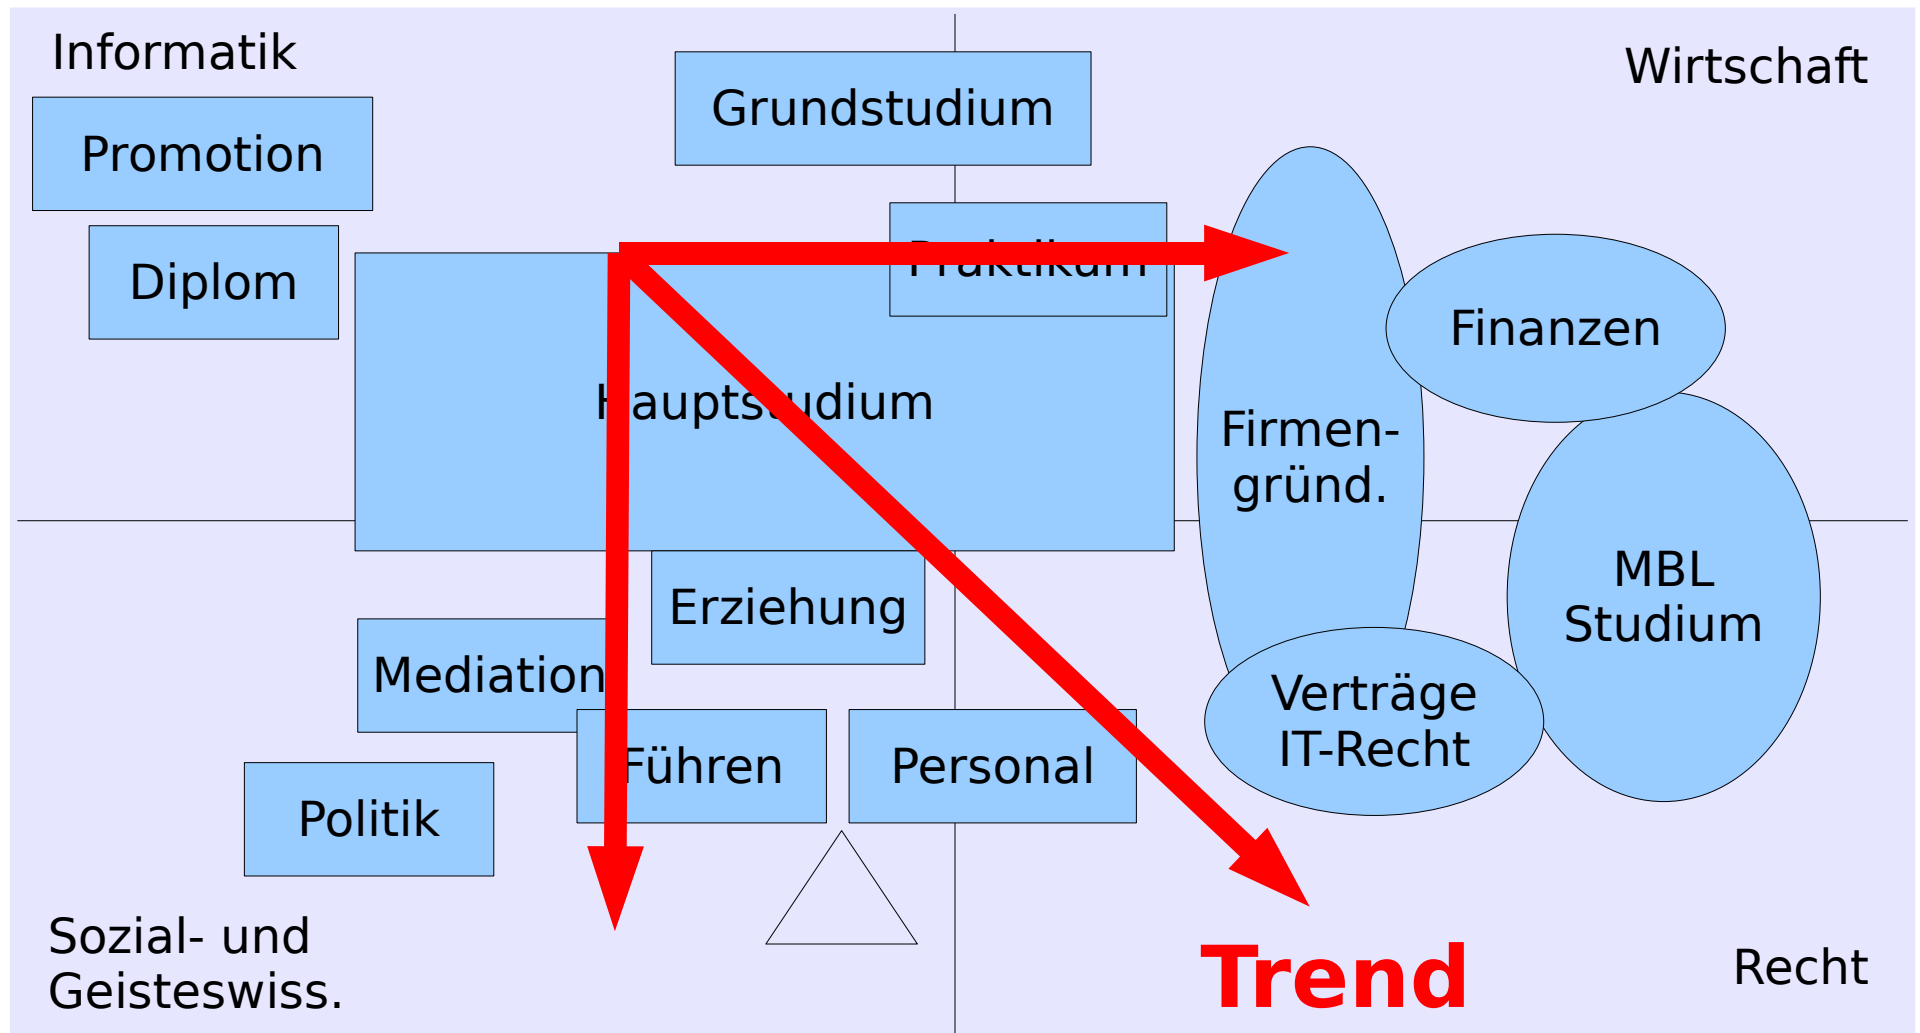 Informatik
Wirtschaft
Grundstudium
Promotion
Praktikum
Diplom
Finanzen
Hauptstudium
Firmen-
gründ.
MBL
Studium
Erziehung
Mediation
Verträge
IT-Recht
Führen
Personal
Politik
Sozial- und
Geisteswiss.
Trend
Recht